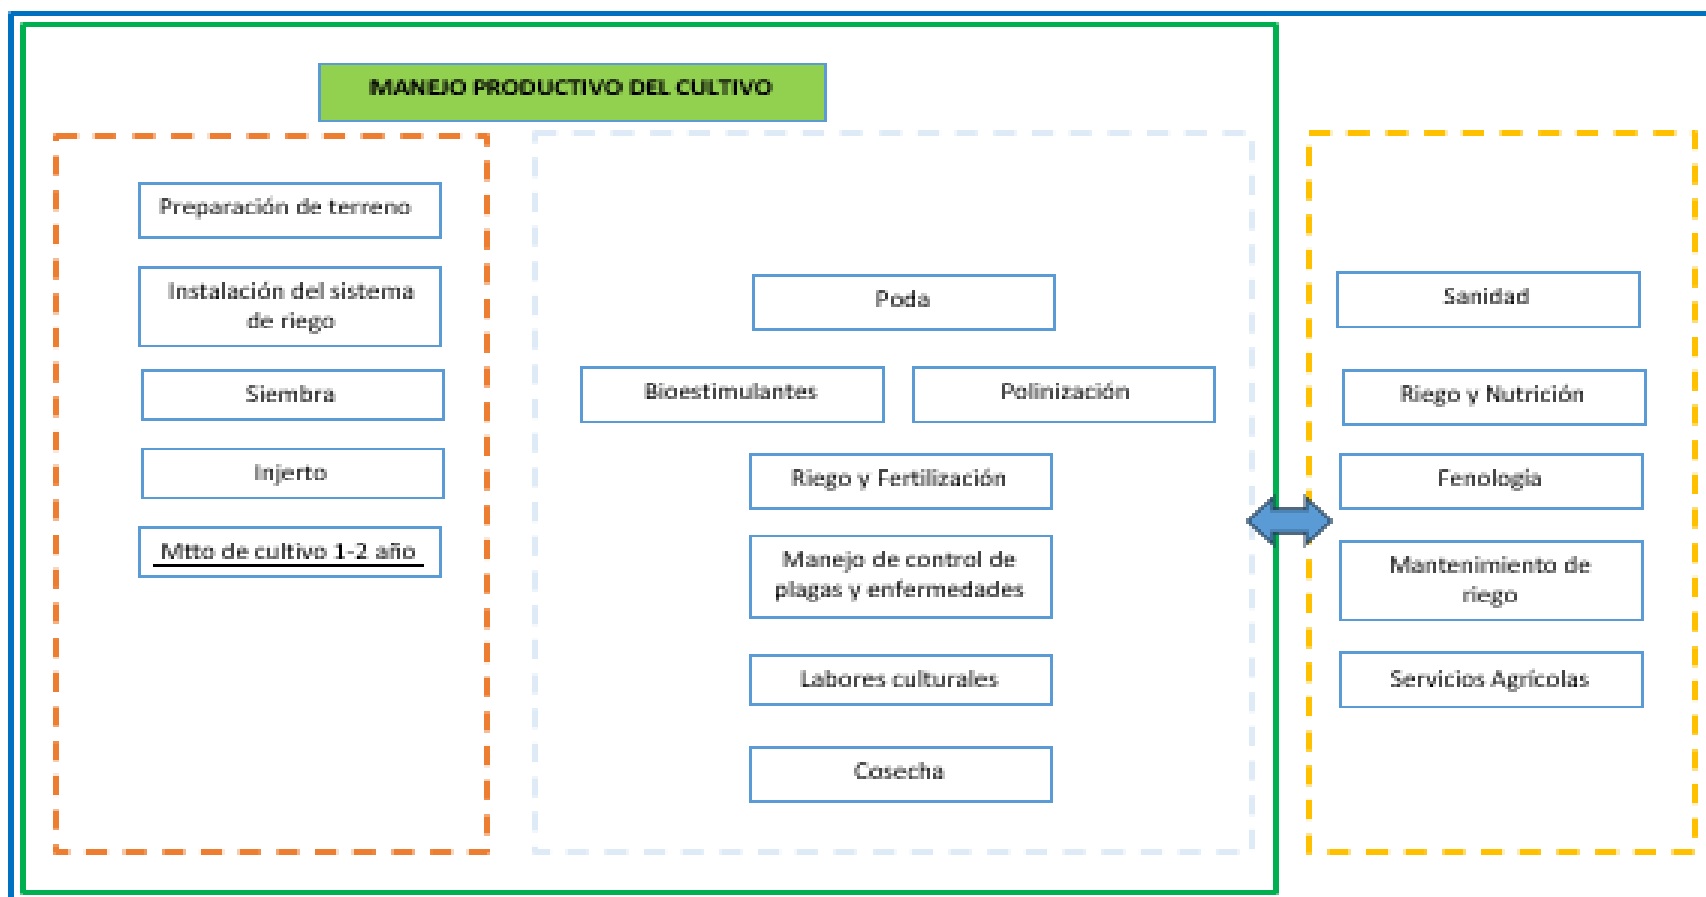 MANEJO PRODUCTIVO DEL CULTIVO
Preparación de terreno
Instalación del sistema
de riego
Siembra
Injerto
Mtto de cultivo 1-2 año
Poda
Bioestimulantes
Polinización
Riego y Fertilización
Manejo de control de
plagas y enfermedades
Labores culturales
Cosecha
Sanidad
Riego y Nutrición
Fenología
Mantenimiento de
riego
Servicios Agrícolas